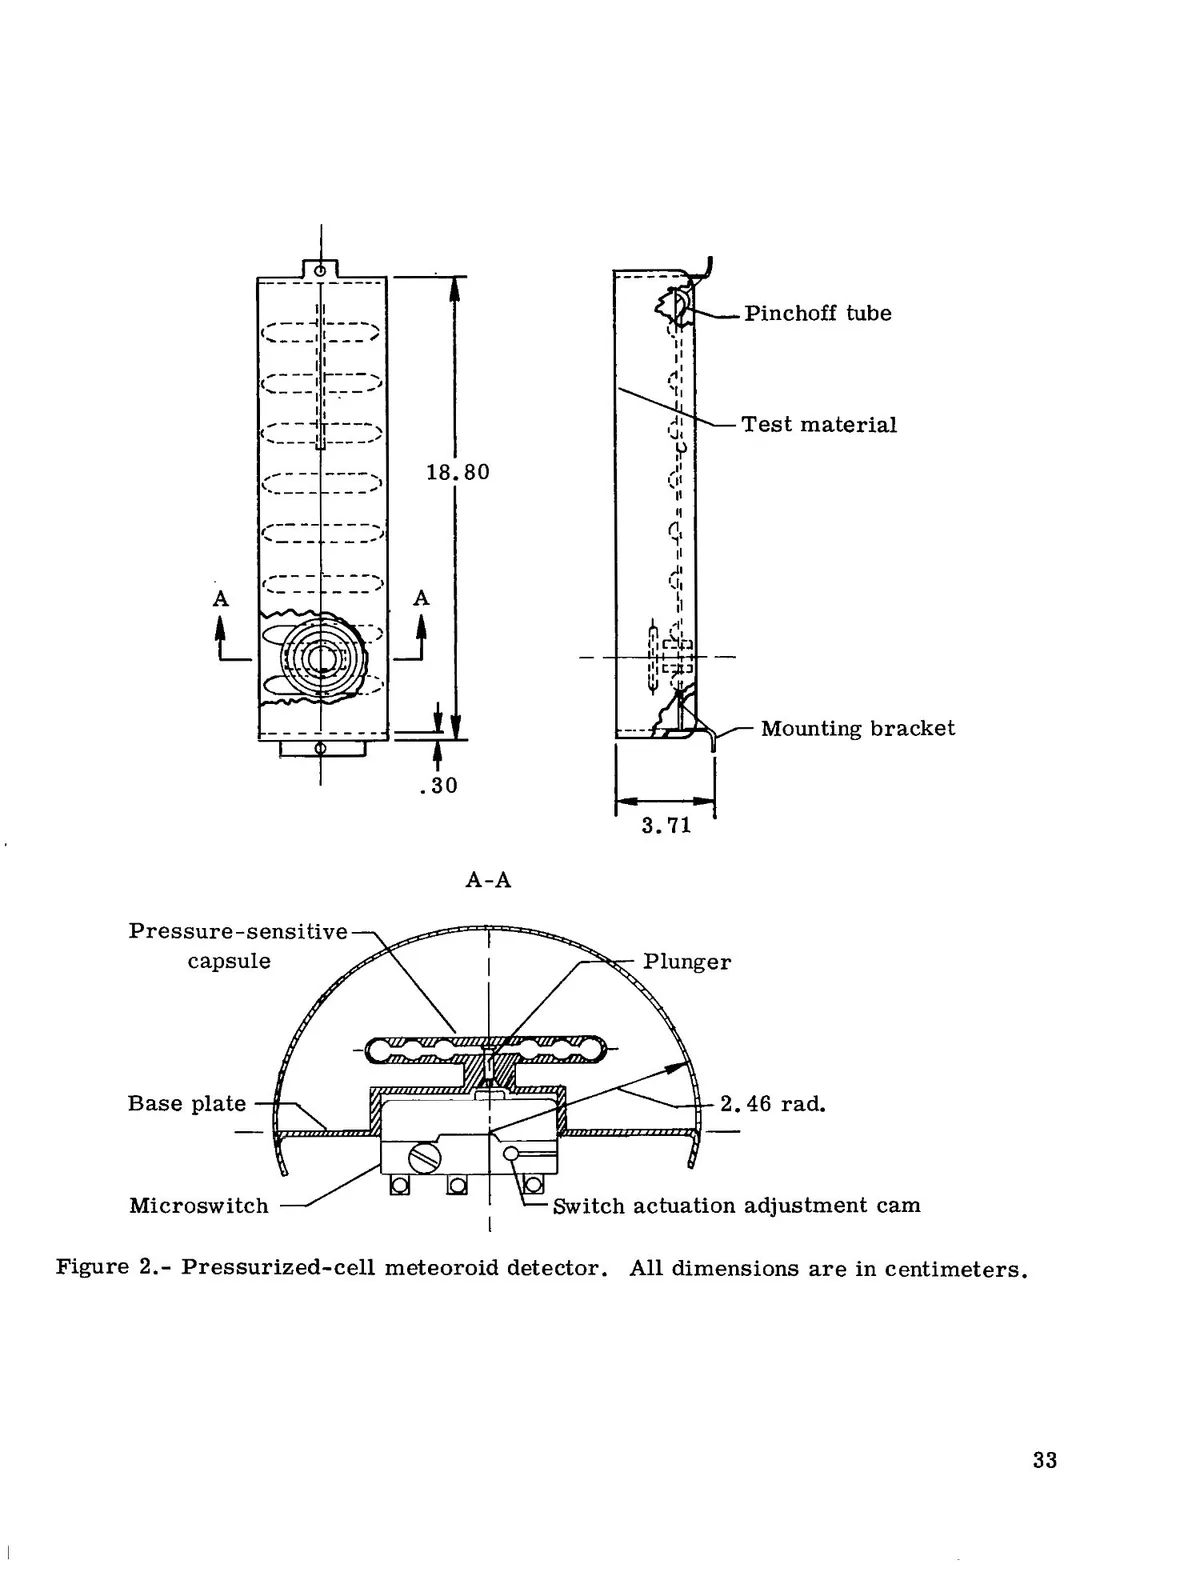 Pinchoff tube
Test material
18.80
A A
Mounting bracket
.30
3.71
A-A
Pressure-sensitive
capsule
Plunger
Base plate
2.46 rad.
Microswitch
Switch actuation adjustment cam
Figure 2.- Pressurized-cell meteoroid detector. All dimensions are in centimeters.
33